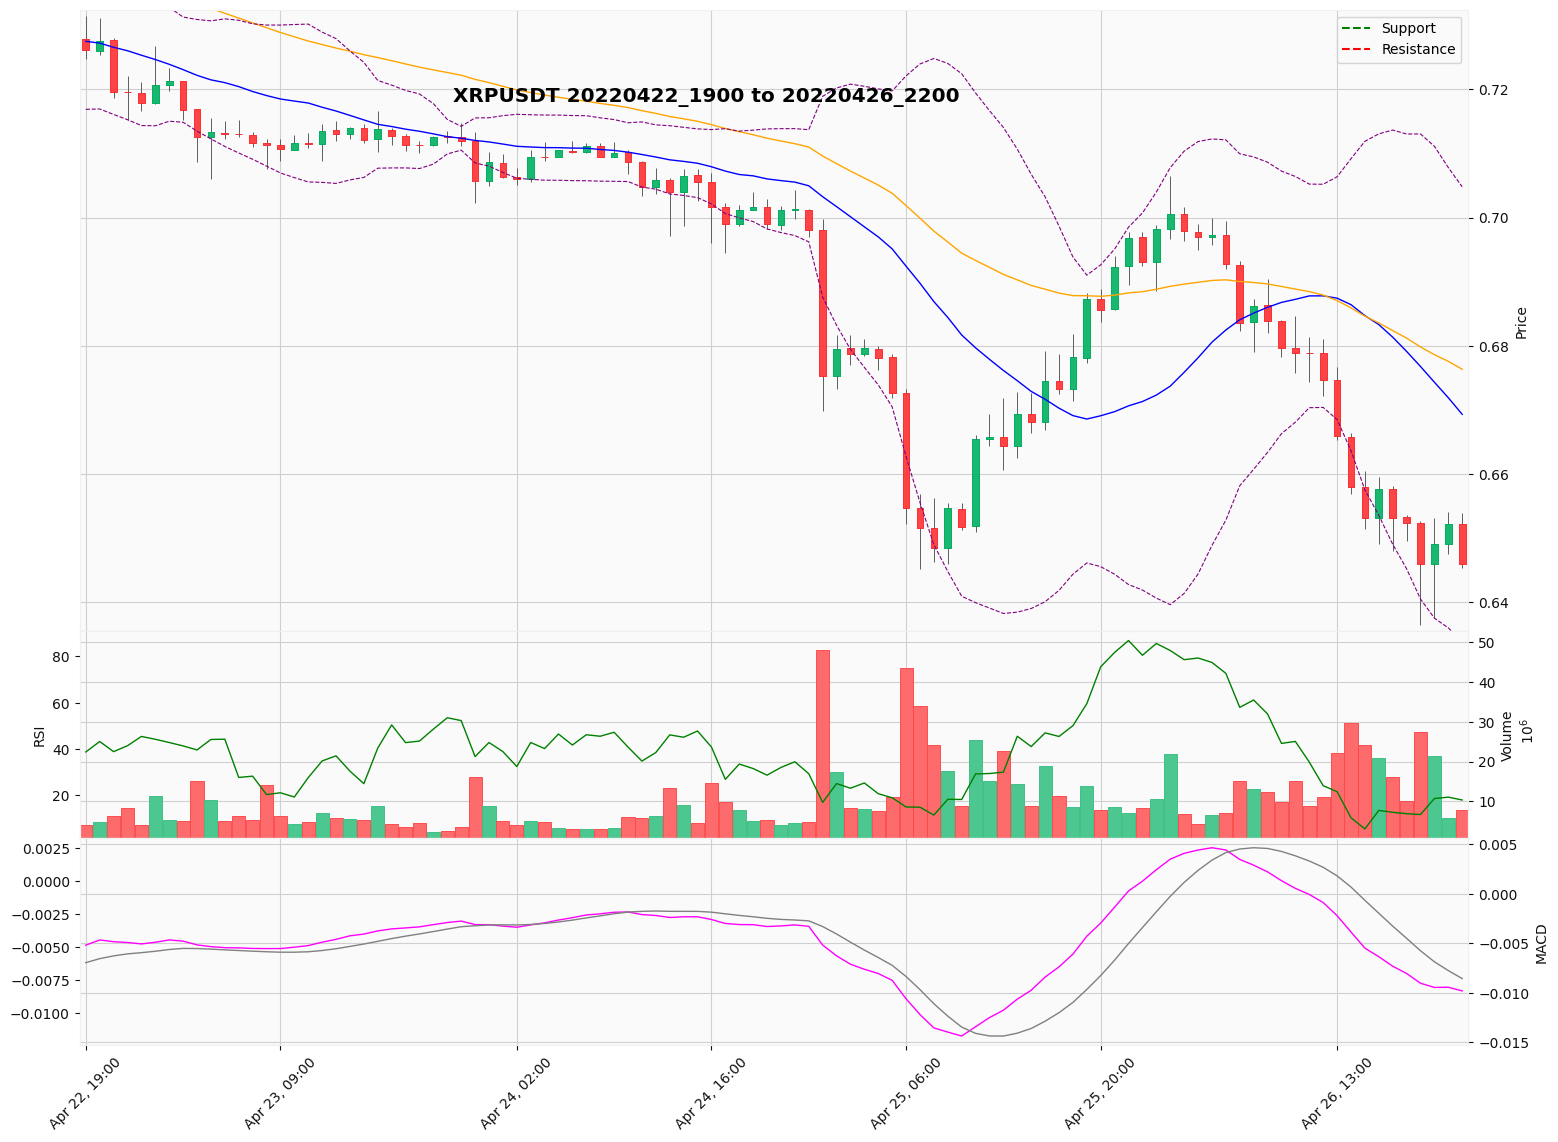 Support
Resistance
XRPUSDT 20220422_1900 to 20220426_2200
0.72
0.70
0.68
0.66
0.64
Price
80
60
40
20
RSI
50
40
30
20
10
Volume
10^6
0.0025
0.0000
−0.0025
−0.0050
−0.0075
−0.0100
0.005
0.000
−0.005
−0.010
−0.015
MACD
Apr 22, 19:00
Apr 23, 09:00
Apr 24, 02:00
Apr 24, 16:00
Apr 25, 06:00
Apr 25, 20:00
Apr 26, 13:00